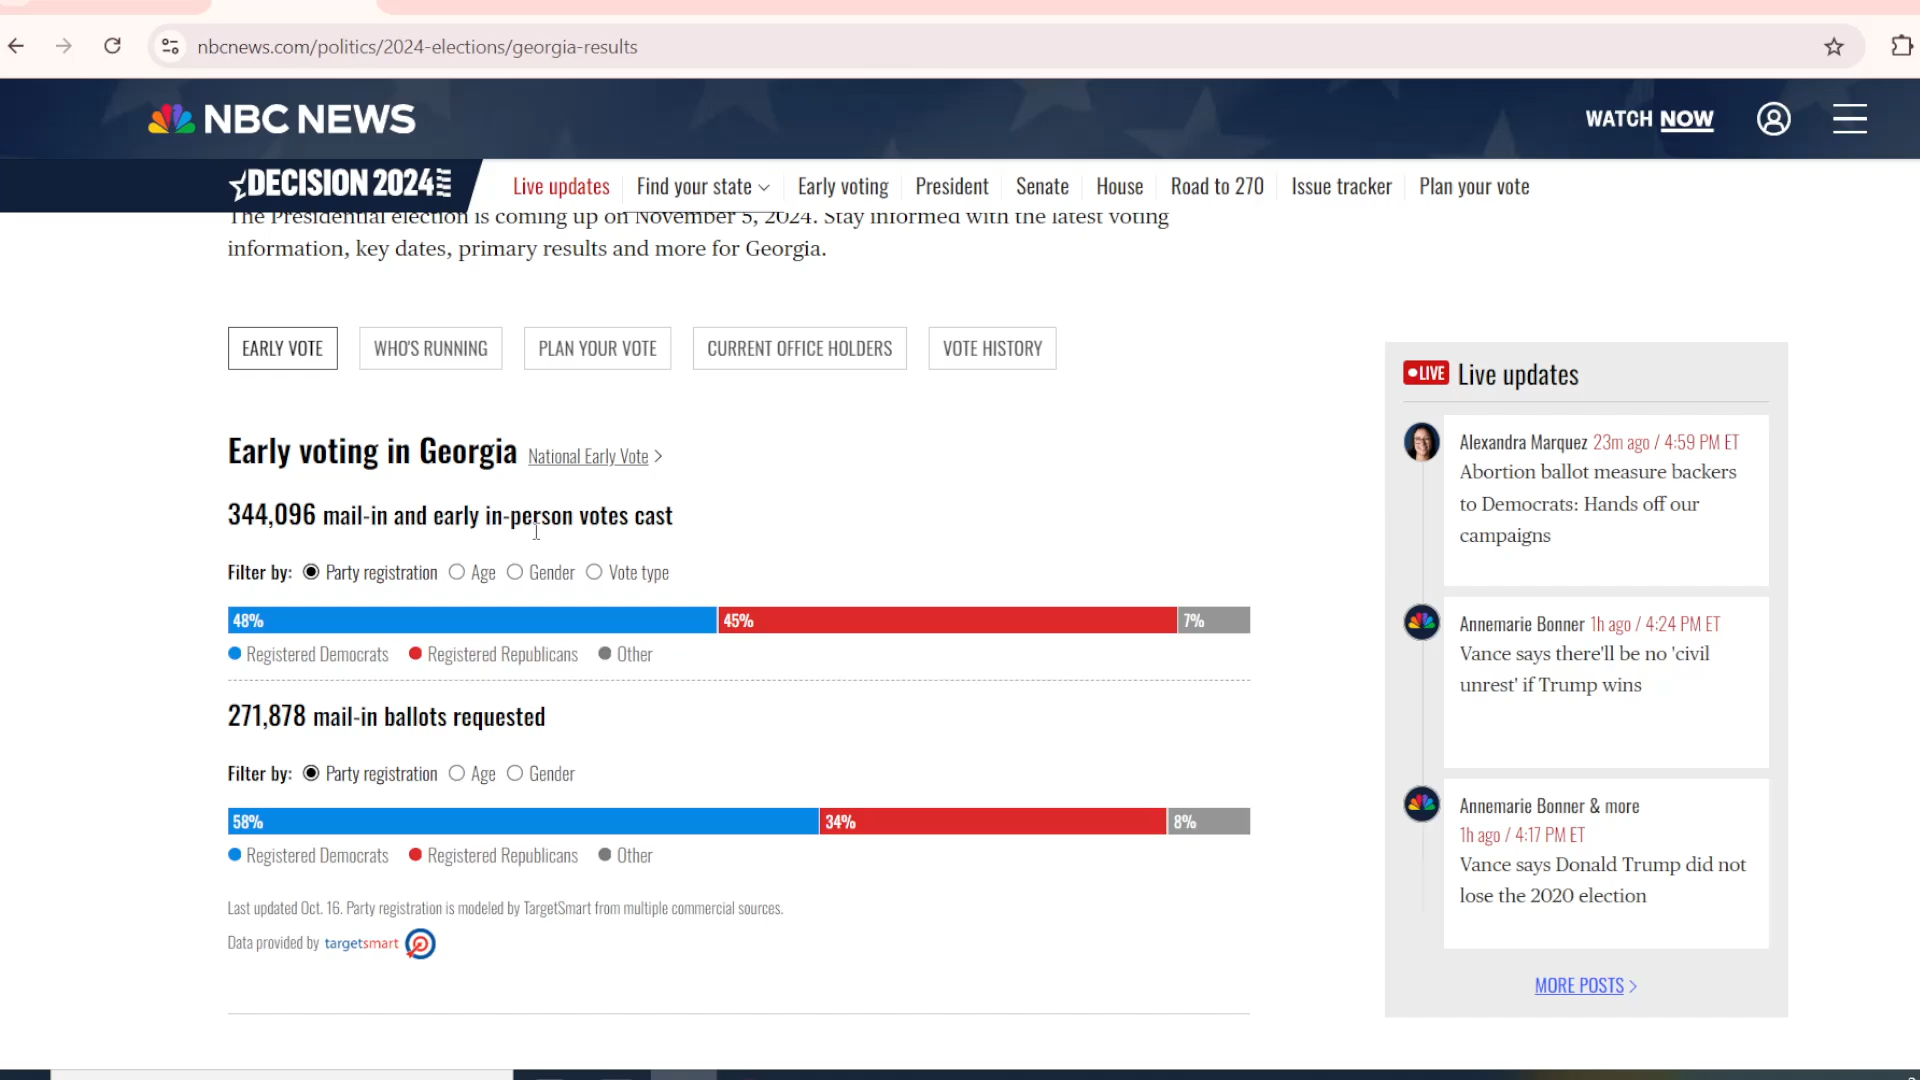 nbcnews.com/politics/2024-elections/georgia-results
NBC NEWS
WATCH NOW
DECISION 2024
Live updates
Find your state
Early voting
President
Senate
House
Road to 270
Issue tracker
Plan your vote
The Presidential election is coming up on November 5, 2024. Stay informed with the latest voting
information, key dates, primary results and more for Georgia.
EARLY VOTE
WHO'S RUNNING
PLAN YOUR VOTE
CURRENT OFFICE HOLDERS
VOTE HISTORY
Early voting in Georgia National Early Vote >
344,096 mail-in and early in-person votes cast
Filter by: Party registration Age Gender Vote type
48% 45% 7%
Registered Democrats Registered Republicans Other
271,878 mail-in ballots requested
Filter by: Party registration Age Gender
58% 34% 8%
Registered Democrats Registered Republicans Other
Last updated Oct. 16. Party registration is modeled by TargetSmart from multiple commercial sources.
Data provided by targetsmart
LIVE Live updates
Alexandra Marquez 23m ago / 4:59 PM ET
Abortion ballot measure backers
to Democrats: Hands off our
campaigns
Annemarie Bonner 1h ago / 4:24 PM ET
Vance says there'll be no 'civil
unrest' if Trump wins
Annemarie Bonner & more
1h ago / 4:17 PM ET
Vance says Donald Trump did not
lose the 2020 election
MORE POSTS >